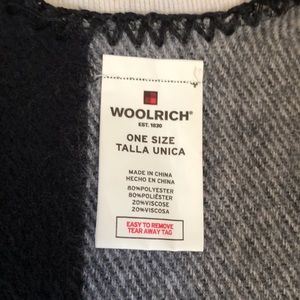 WOOLRICH®
EST. 1830
ONE SIZE
TALLA UNICA
MADE IN CHINA
HECHO EN CHINA
80%POLYESTER
80%POLIÉSTER
20%VISCOSE
20%VISCOSA
EASY TO REMOVE
TEAR AWAY TAG